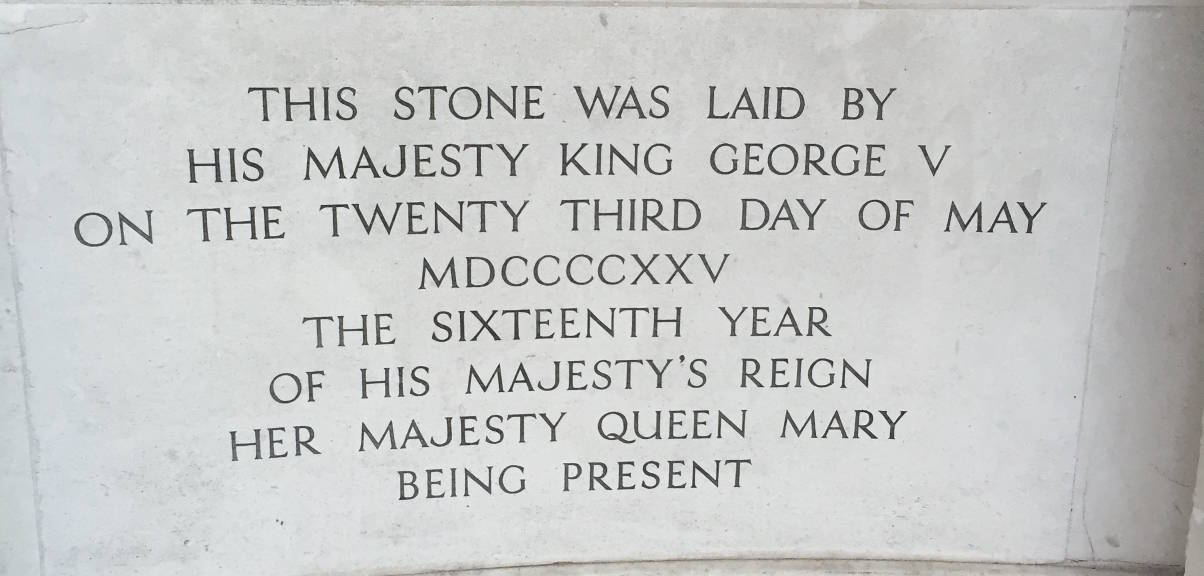 THIS STONE WAS LAID BY
HIS MAJESTY KING GEORGE V
ON THE TWENTY THIRD DAY OF MAY
MDCCCCXXV
THE SIXTEENTH YEAR
OF HIS MAJESTY'S REIGN
HER MAJESTY QUEEN MARY
BEING PRESENT